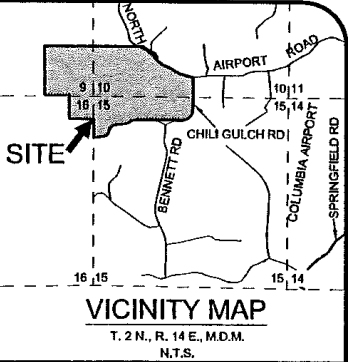 NORTH
AIRPORT ROAD
9 10
10 11
16 15
15 14
CHILI GULCH RD
SITE
BENNETT RD
COLUMBIA AIRPORT
SPRINGFIELD RD
16 15
15 14
VICINITY MAP
T. 2 N., R. 14 E., M.D.M.
N.T.S.